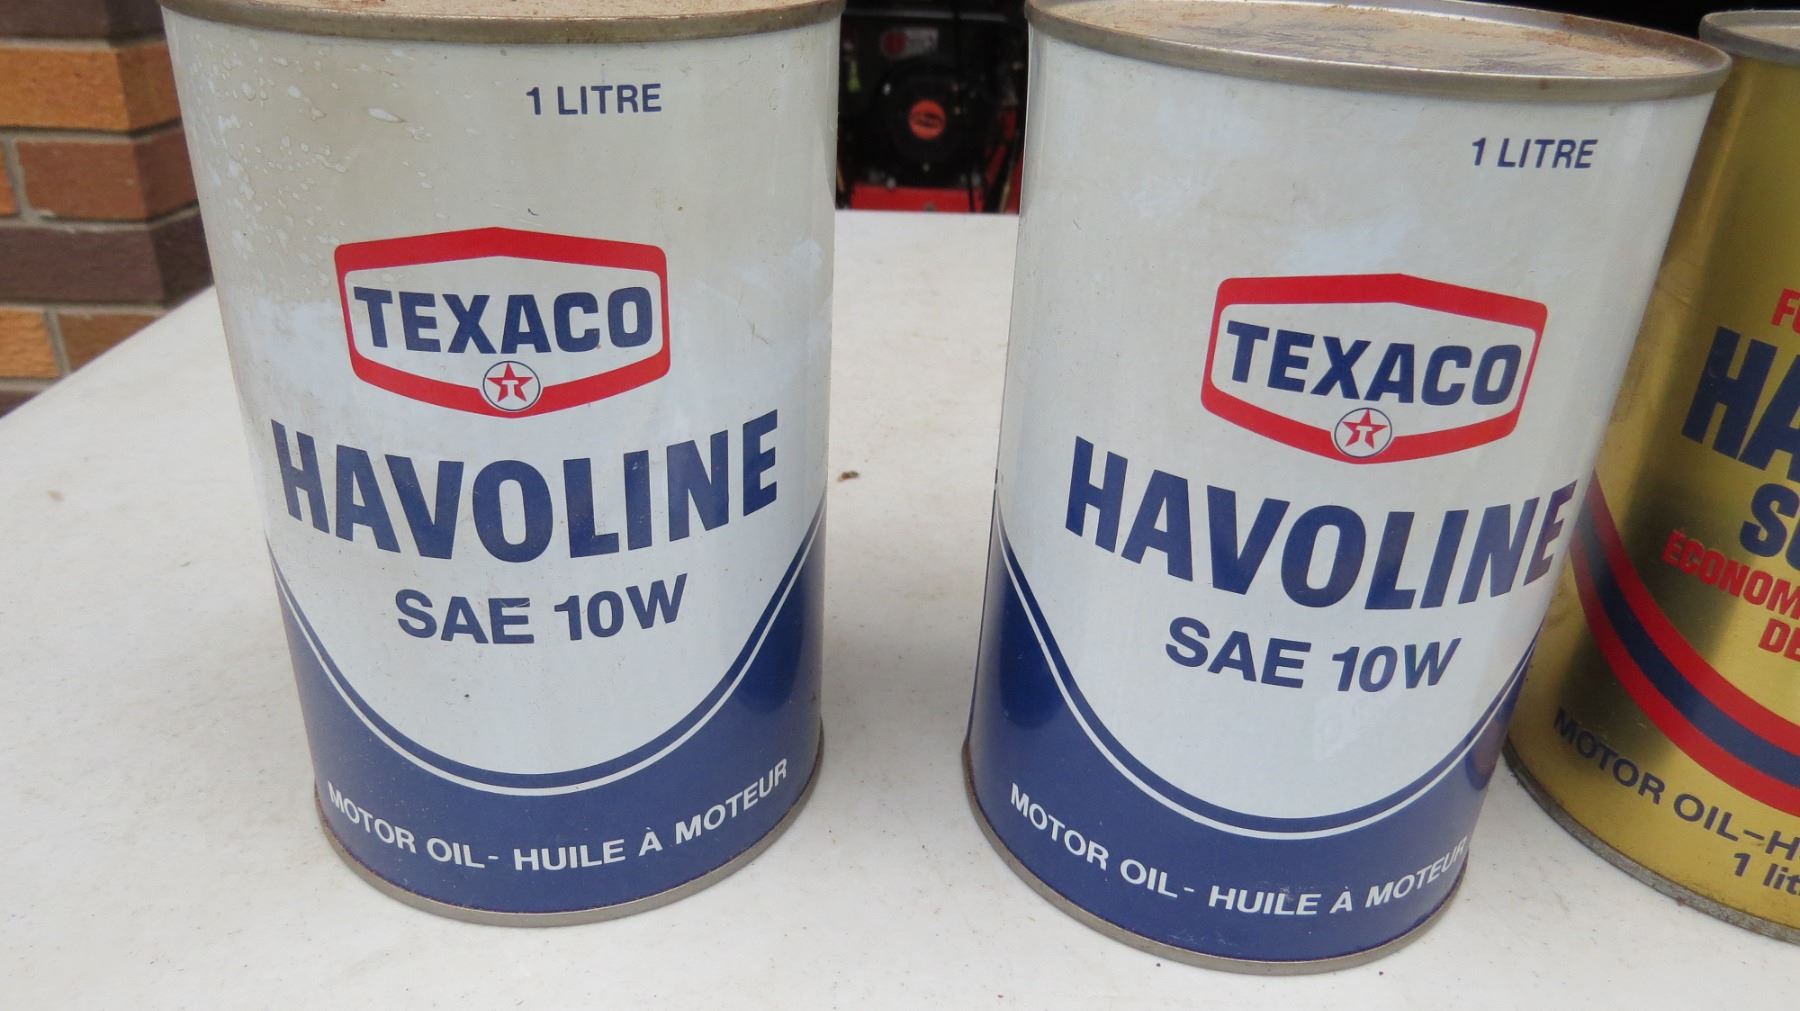 1 LITRE
TEXACO
T
HAVOLINE
SAE 10W
MOTOR OIL - HUILE À MOTEUR
1 LITRE
TEXACO
T
HAVOLINE
SAE 10W
MOTOR OIL - HUILE À MOTEUR
MOTOR OIL-
1